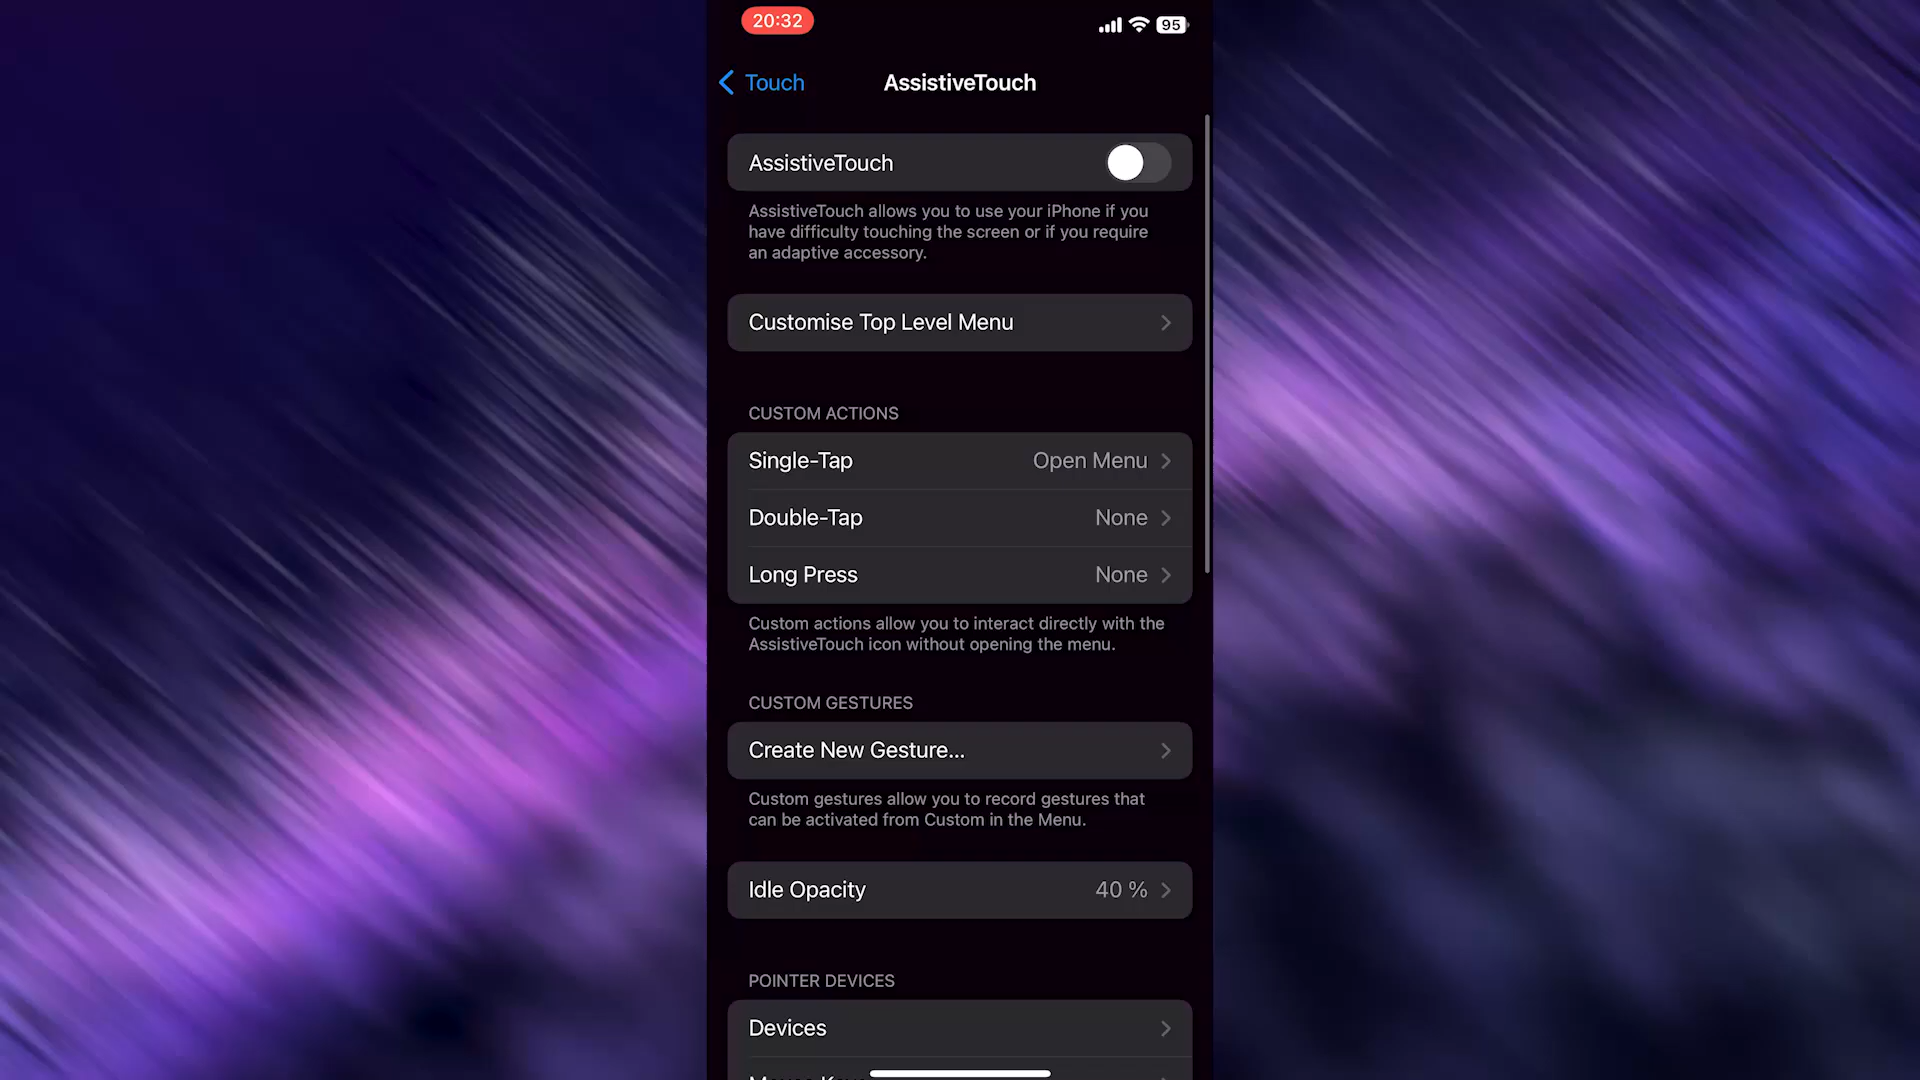 20:32
95
Touch
AssistiveTouch
AssistiveTouch
AssistiveTouch allows you to use your iPhone if you
have difficulty touching the screen or if you require
an adaptive accessory.
Customise Top Level Menu
CUSTOM ACTIONS
Single-Tap Open Menu
Double-Tap None
Long Press None
Custom actions allow you to interact directly with the
AssistiveTouch icon without opening the menu.
CUSTOM GESTURES
Create New Gesture...
Custom gestures allow you to record gestures that
can be activated from Custom in the Menu.
Idle Opacity 40 %
POINTER DEVICES
Devices